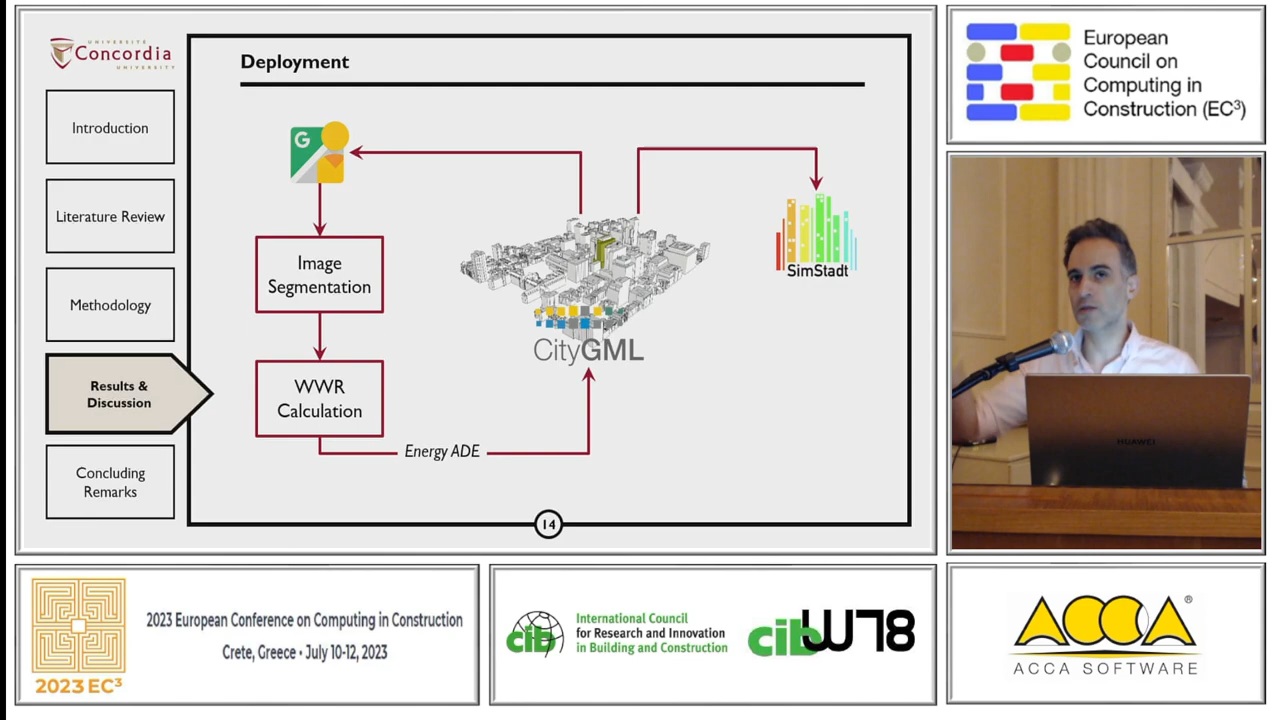 UNIVERSITÉ
Concordia
UNIVERSITY
Introduction
Literature Review
Methodology
Results &
Discussion
Concluding
Remarks
Deployment
G
Image
Segmentation
WWR
Calculation
Energy ADE
CityGML
SimStadt
14
European
Council on
Computing in
Construction (EC³)
HUAWEI
2023 EC³
2023 European Conference on Computing in Construction
Crete, Greece • July 10-12, 2023
cib
International Council
for Research and Innovation
in Building and Construction
cib W78
ACCA®
ACCA SOFTWARE